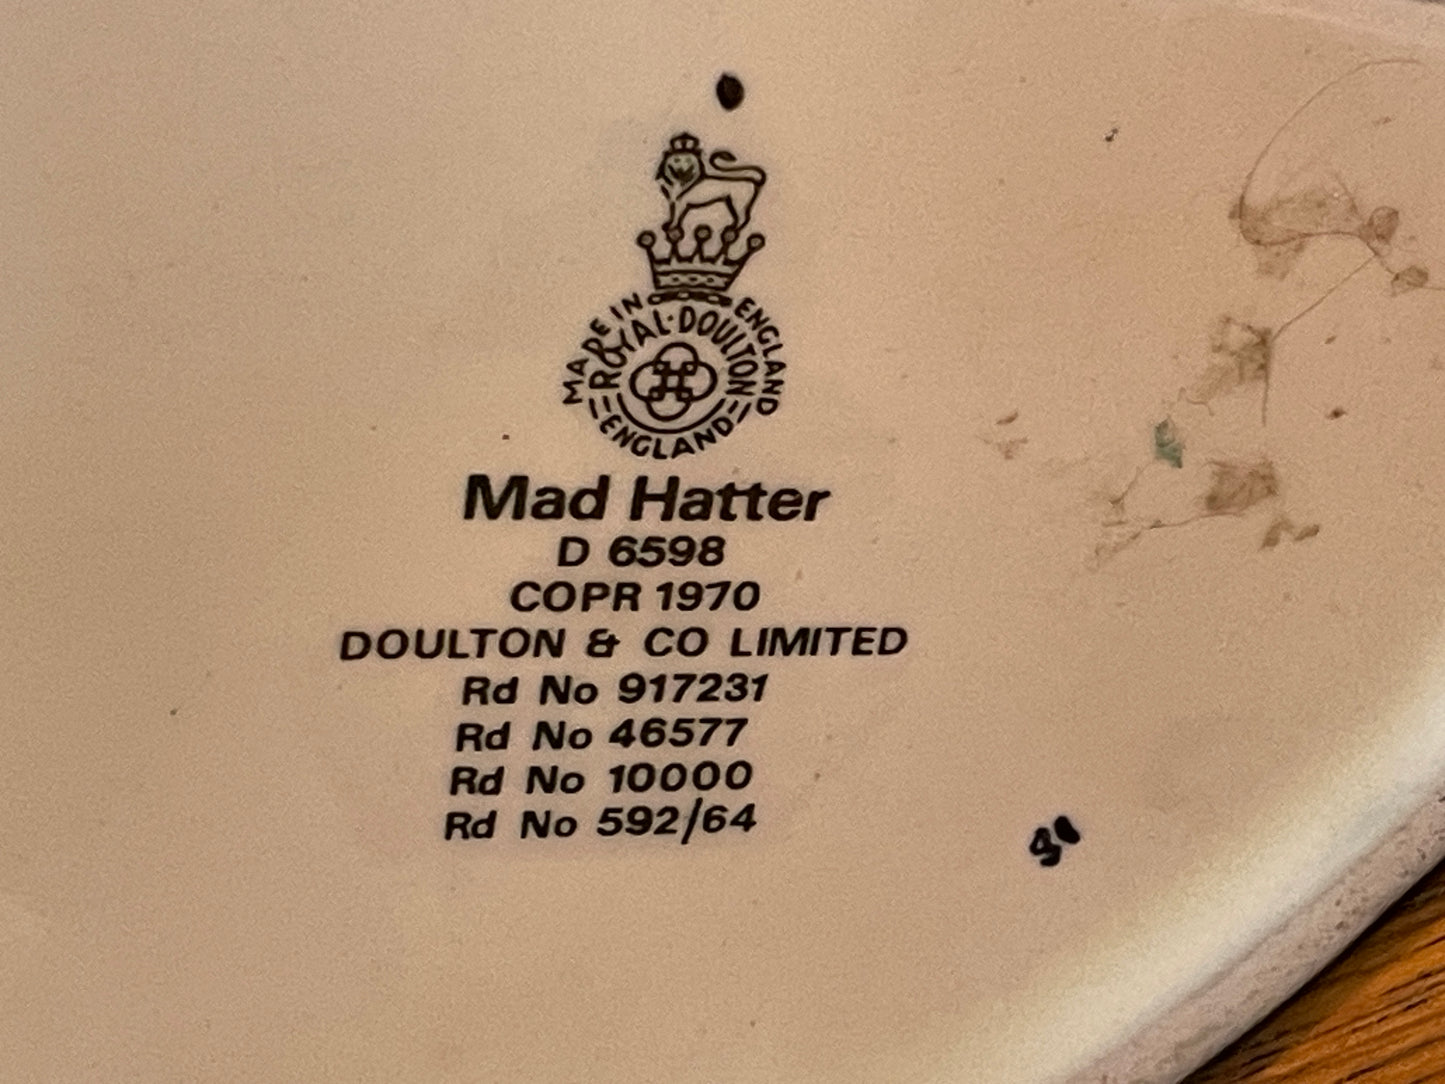 MADE IN ENGLAND
ROYAL·DOULTON
ENGLAND
Mad Hatter
D 6598
COPR 1970
DOULTON & CO LIMITED
Rd No 917231
Rd No 46577
Rd No 10000
Rd No 592/64